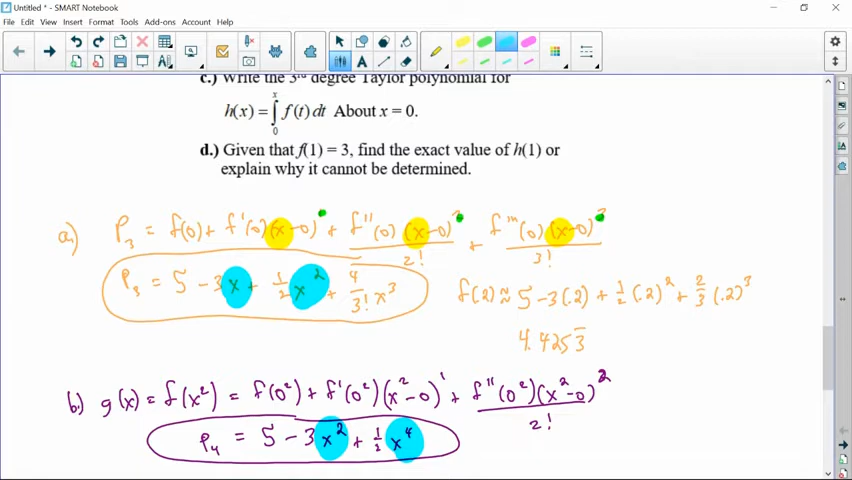 Untitled * - SMART Notebook
File Edit View Insert Format Tools Add-ons Account Help
c.) Write the 3rd degree Taylor polynomial for
h(x) = ∫₀ˣ f(t) dt About x = 0.
d.) Given that f(1) = 3, find the exact value of h(1) or
explain why it cannot be determined.
a.) P₃ = f(0) + f'(0)(x-0)' + f''(0)(x-0)²/2! + f'''(0)(x-0)³/3!
P₃ = 5 - 3x + 1/2 x² + 4/3! x³
f(.2) ≈ 5 - 3(.2) + 1/2 (.2)² + 2/3 (.2)³
4.4253̅
b.) g(x) = f(x²) = f(0²) + f'(0²)(x²-0)' + f''(0²)(x²-0)²/2!
P₄ = 5 - 3x² + 1/2 x⁴